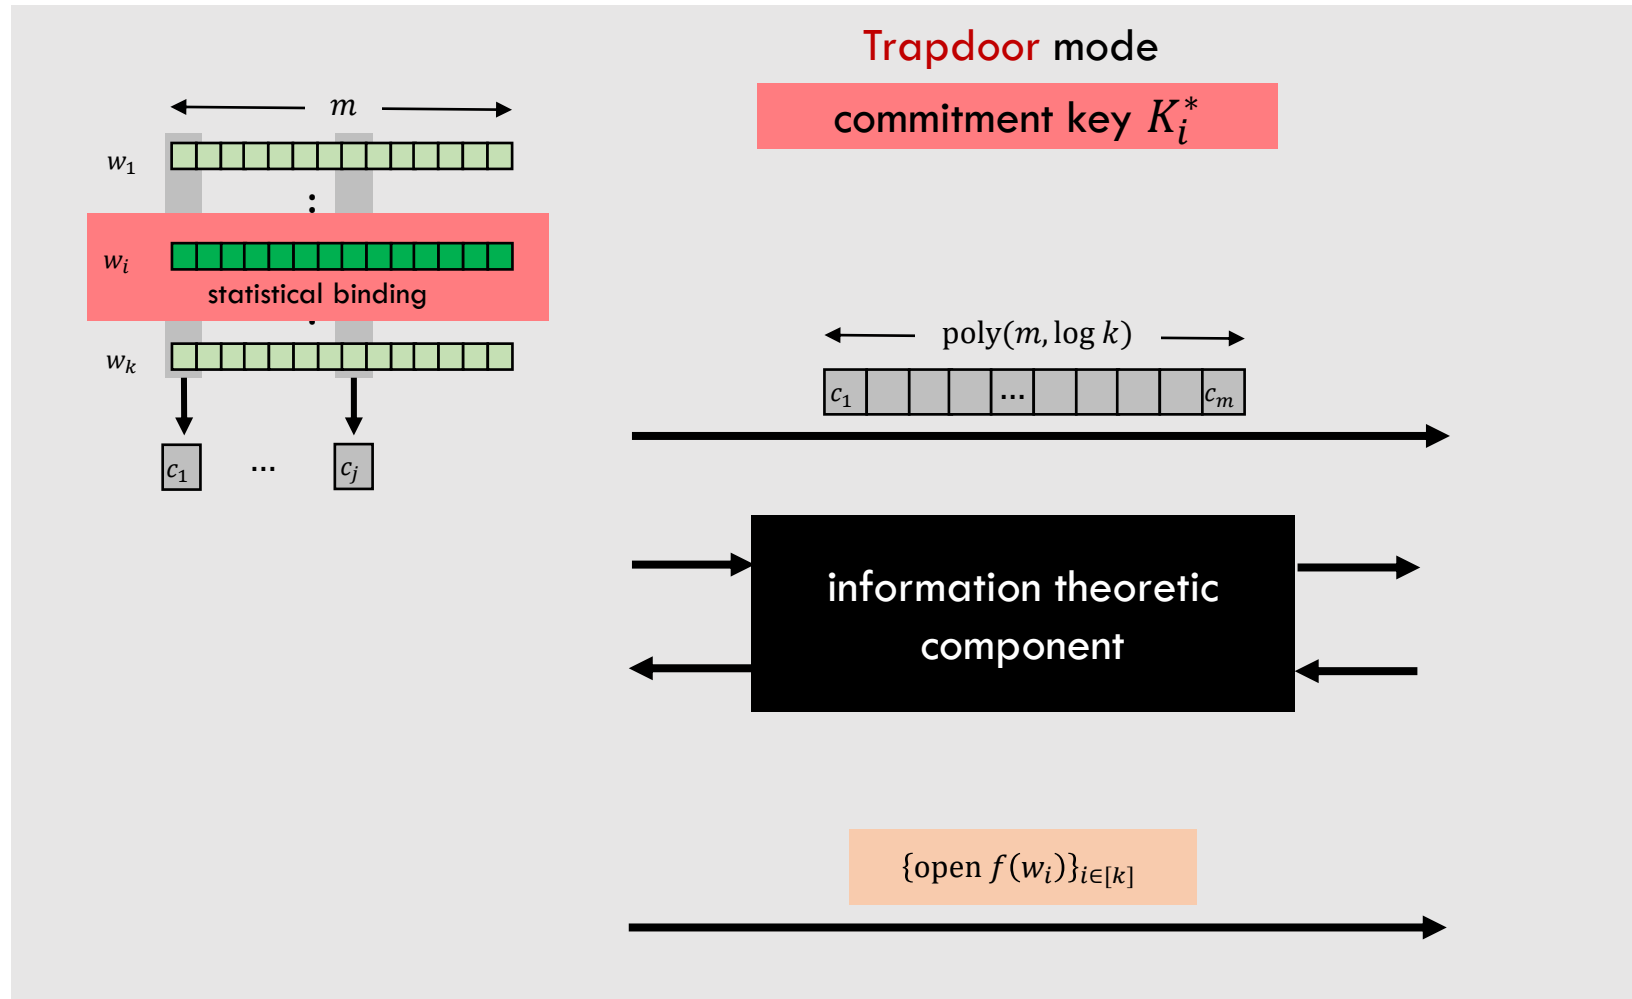 Trapdoor mode
commitment key $K_i^*$
$m$
$w_1$
⋮
$w_i$
statistical binding
$w_k$
$c_1$ ... $c_j$
poly($m$, log $k$)
$c_1$ ... $c_m$
information theoretic
component
{open $f(w_i)$}$_{i∈[k]}$